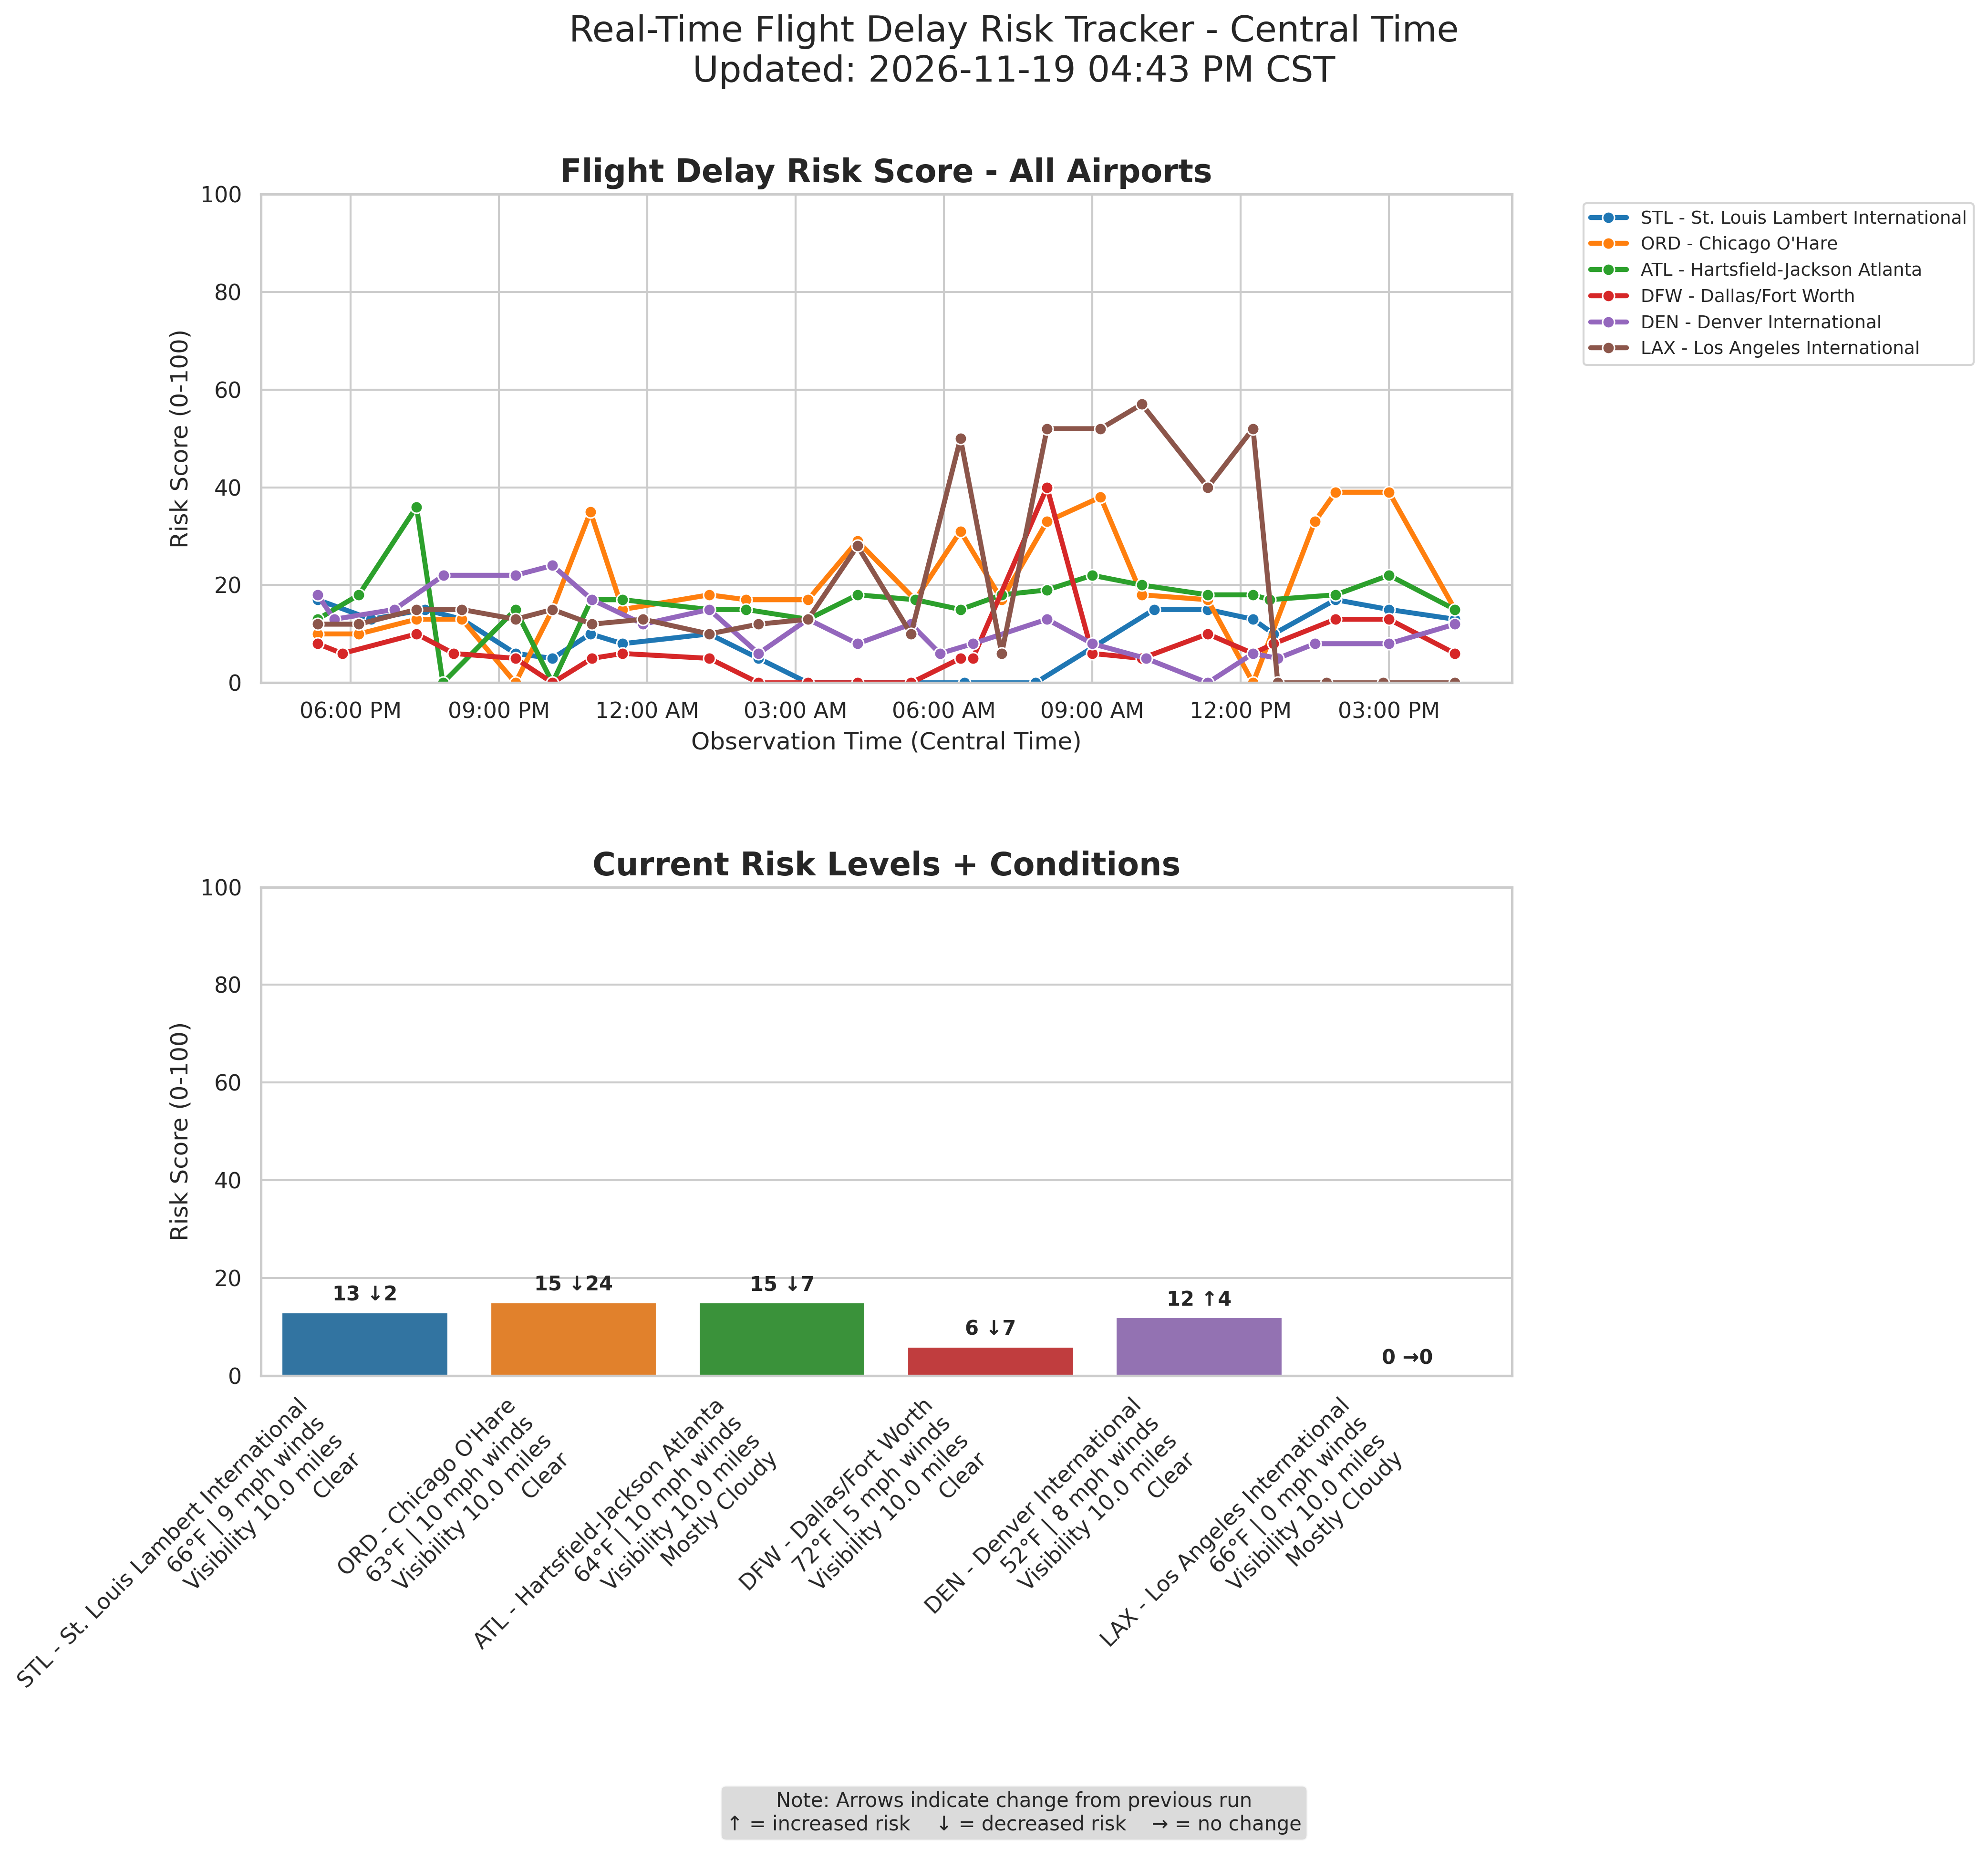 Real-Time Flight Delay Risk Tracker - Central Time
Updated: 2026-11-19 04:43 PM CST
Flight Delay Risk Score - All Airports
Risk Score (0-100)
100
80
60
40
20
0
06:00 PM
09:00 PM
12:00 AM
03:00 AM
06:00 AM
09:00 AM
12:00 PM
03:00 PM
Observation Time (Central Time)
STL - St. Louis Lambert International
ORD - Chicago O'Hare
ATL - Hartsfield-Jackson Atlanta
DFW - Dallas/Fort Worth
DEN - Denver International
LAX - Los Angeles International
Current Risk Levels + Conditions
Risk Score (0-100)
100
80
60
40
20
0
13 ↓2
15 ↓24
15 ↓7
6 ↓7
12 ↑4
0 →0
STL - St. Louis Lambert International
66°F | 9 mph winds
Visibility 10.0 miles
Clear
ORD - Chicago O'Hare
63°F | 10 mph winds
Visibility 10.0 miles
Clear
ATL - Hartsfield-Jackson Atlanta
64°F | 10 mph winds
Visibility 10.0 miles
Mostly Cloudy
DFW - Dallas/Fort Worth
72°F | 5 mph winds
Visibility 10.0 miles
Clear
DEN - Denver International
52°F | 8 mph winds
Visibility 10.0 miles
Clear
LAX - Los Angeles International
66°F | 0 mph winds
Visibility 10.0 miles
Mostly Cloudy
Note: Arrows indicate change from previous run
↑ = increased risk ↓ = decreased risk → = no change